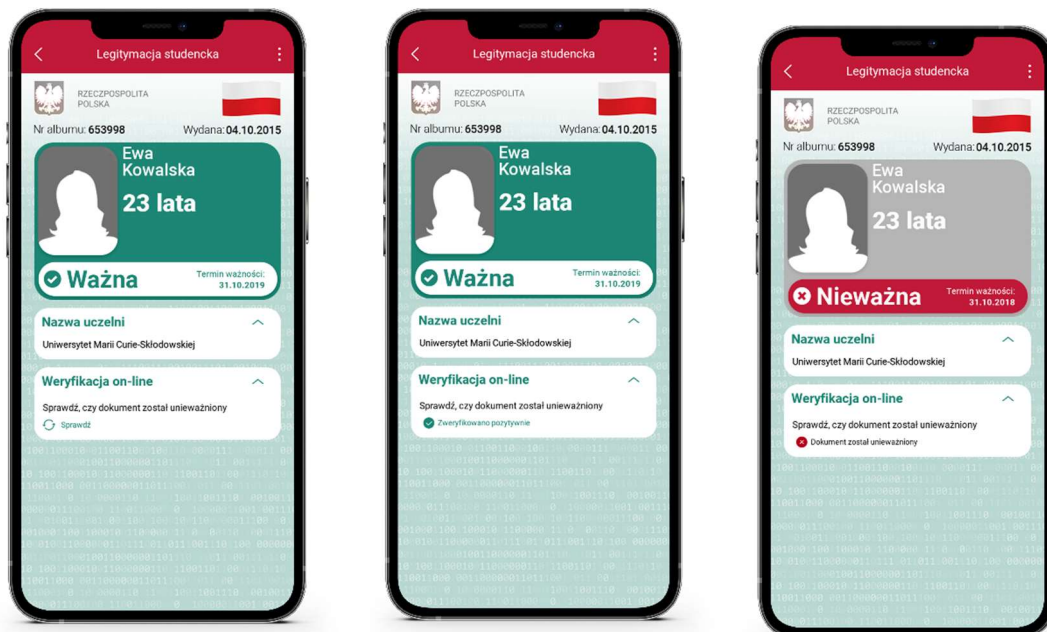 Legitymacja studencka
RZECZPOSPOLITA
POLSKA
Nr albumu: 653998 Wydana: 04.10.2015
Ewa
Kowalska
23 lata
Ważna
Termin ważności:
31.10.2019
Nazwa uczelni
Uniwersytet Marii Curie-Skłodowskiej
Weryfikacja on-line
Sprawdź, czy dokument został unieważniony
Sprawdź
Legitymacja studencka
RZECZPOSPOLITA
POLSKA
Nr albumu: 653998 Wydana: 04.10.2015
Ewa
Kowalska
23 lata
Ważna
Termin ważności:
31.10.2019
Nazwa uczelni
Uniwersytet Marii Curie-Skłodowskiej
Weryfikacja on-line
Sprawdź, czy dokument został unieważniony
Zweryfikowano pozytywnie
Legitymacja studencka
RZECZPOSPOLITA
POLSKA
Nr albumu: 653998 Wydana: 04.10.2015
Ewa
Kowalska
23 lata
Nieważna
Termin ważności:
31.10.2018
Nazwa uczelni
Uniwersytet Marii Curie-Skłodowskiej
Weryfikacja on-line
Sprawdź, czy dokument został unieważniony
Dokument został unieważniony